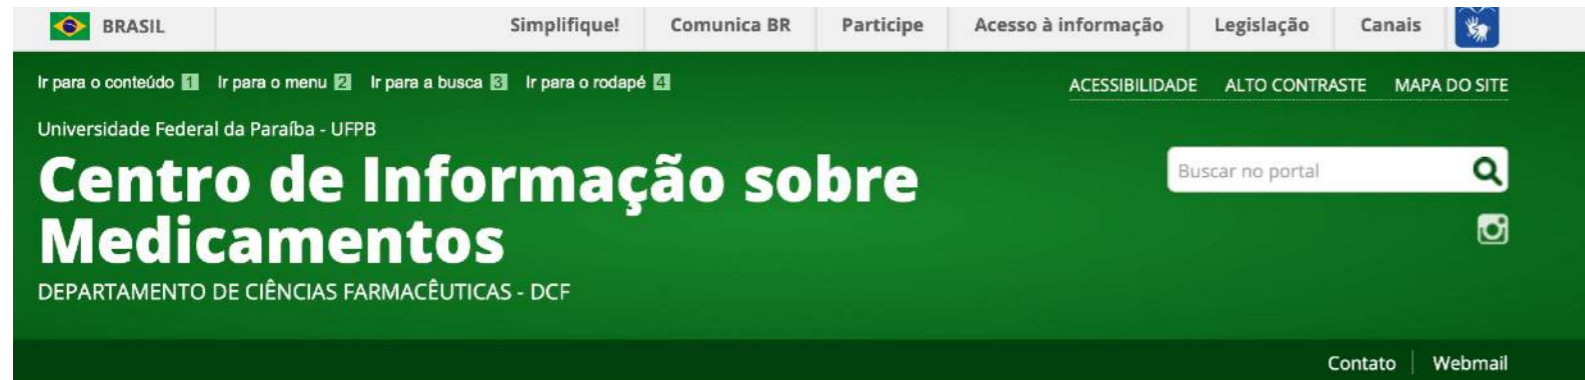 BRASIL Simplifique! Comunica BR Participe Acesso à informação Legislação Canais
Ir para o conteúdo 1 Ir para o menu 2 Ir para a busca 3 Ir para o rodapé 4 ACESSIBILIDADE ALTO CONTRASTE MAPA DO SITE
Universidade Federal da Paraíba - UFPB
Centro de Informação sobre
Buscar no portal
Medicamentos
DEPARTAMENTO DE CIÊNCIAS FARMACÊUTICAS - DCF
Contato Webmail